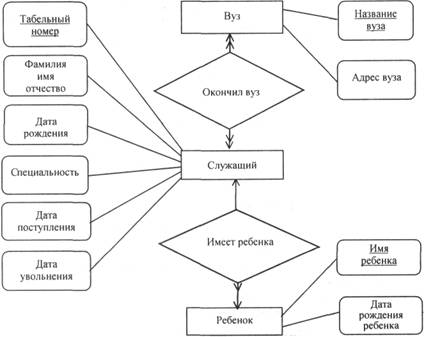 Табельный
номер
Фамилия
имя
отчество
Дата
рождения
Специальность
Дата
поступления
Дата
увольнения
Вуз
Окончил вуз
Служащий
Имеет ребенка
Ребенок
Название
вуза
Адрес вуза
Имя
ребенка
Дата
рождения
ребенка